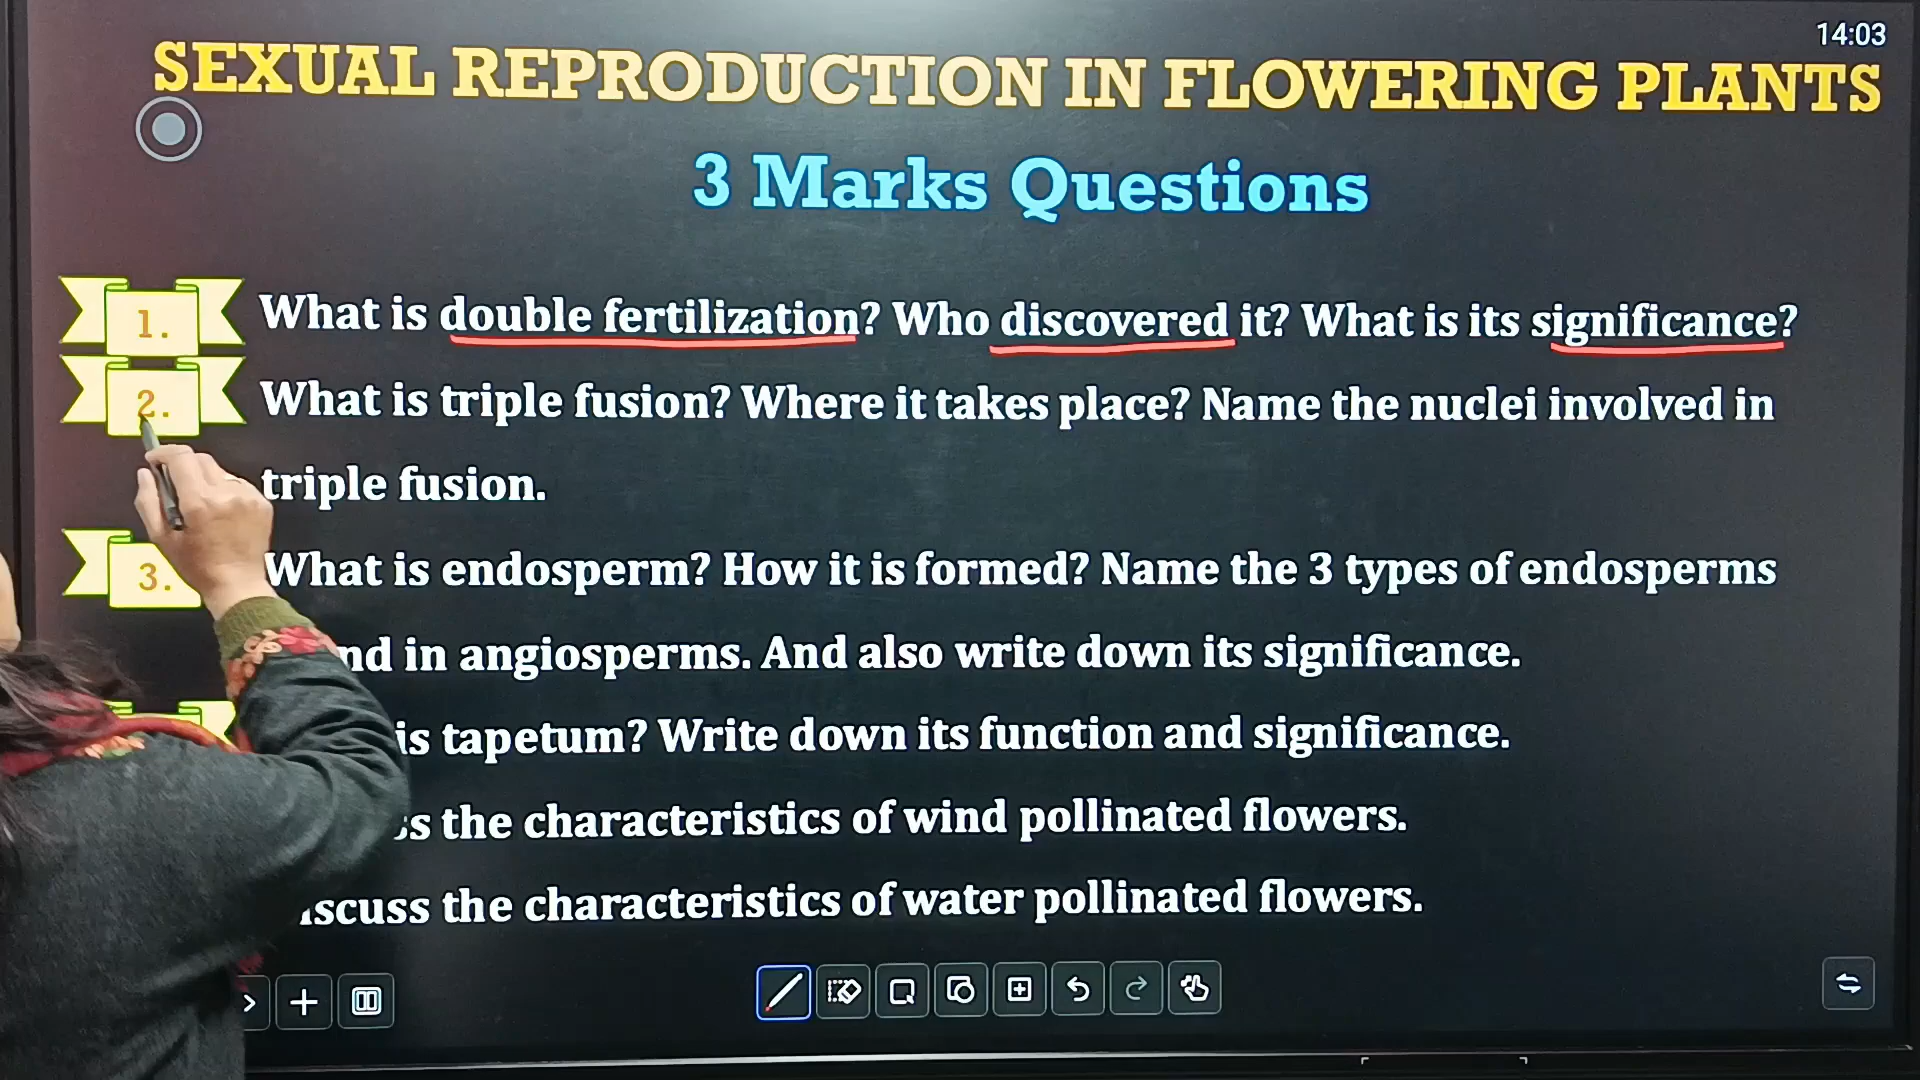 14:03
SEXUAL REPRODUCTION IN FLOWERING PLANTS
3 Marks Questions
1. What is double fertilization? Who discovered it? What is its significance?
2. What is triple fusion? Where it takes place? Name the nuclei involved in
triple fusion.
3. What is endosperm? How it is formed? Name the 3 types of endosperms
in angiosperms. And also write down its significance.
is tapetum? Write down its function and significance.
the characteristics of wind pollinated flowers.
the characteristics of water pollinated flowers.